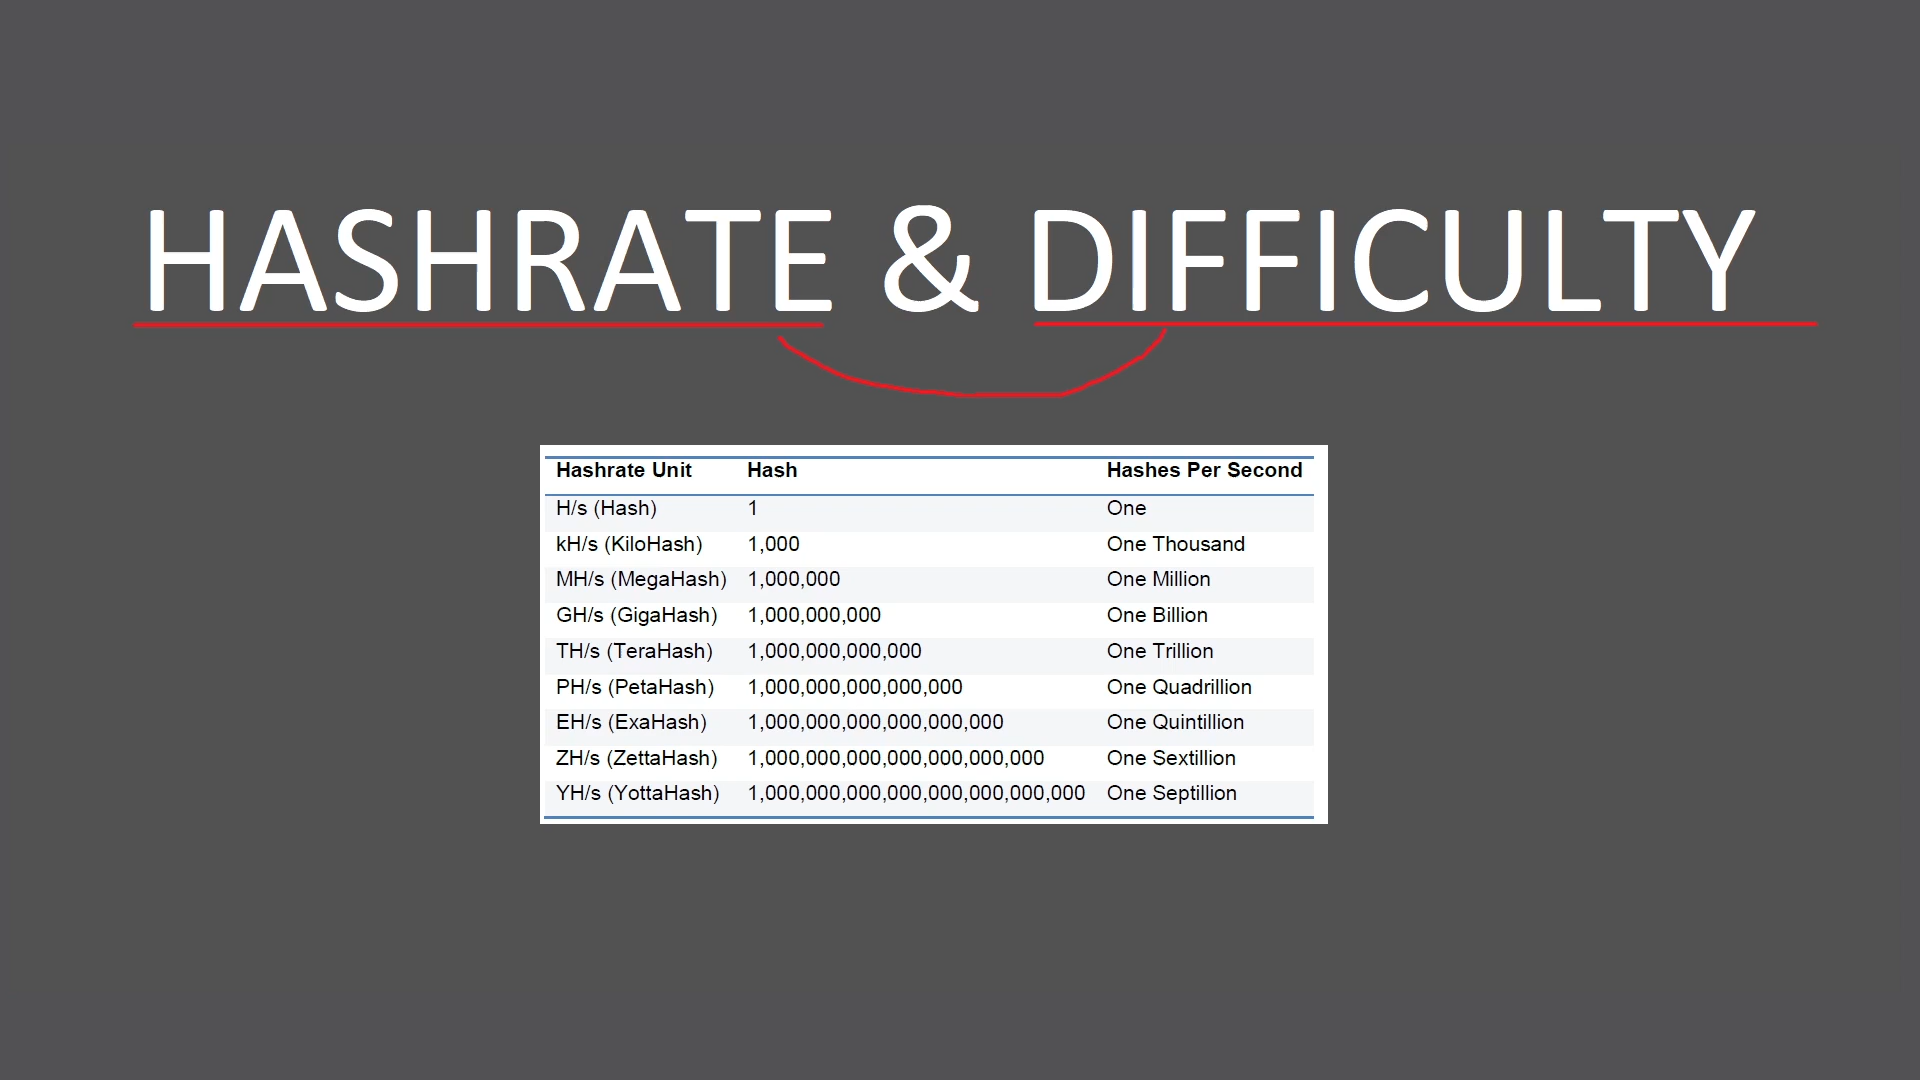 HASHRATE & DIFFICULTY
Hashrate Unit Hash Hashes Per Second
H/s (Hash) 1 One
kH/s (KiloHash) 1,000 One Thousand
MH/s (MegaHash) 1,000,000 One Million
GH/s (GigaHash) 1,000,000,000 One Billion
TH/s (TeraHash) 1,000,000,000,000 One Trillion
PH/s (PetaHash) 1,000,000,000,000,000 One Quadrillion
EH/s (ExaHash) 1,000,000,000,000,000,000 One Quintillion
ZH/s (ZettaHash) 1,000,000,000,000,000,000,000 One Sextillion
YH/s (YottaHash) 1,000,000,000,000,000,000,000,000 One Septillion